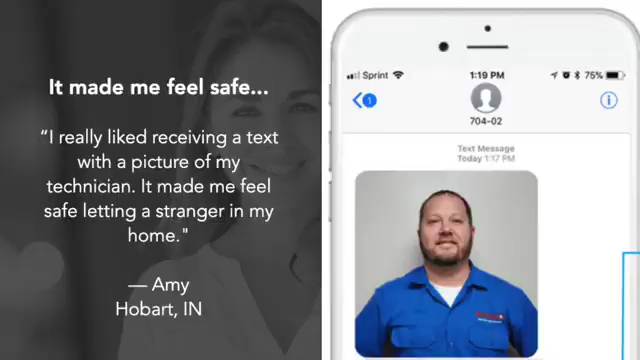 It made me feel safe...
“I really liked receiving a text
with a picture of my
technician. It made me feel
safe letting a stranger in my
home."
— Amy
Hobart, IN
Sprint
1:19 PM
75%
1
704-02
Text Message
Today 1:17 PM